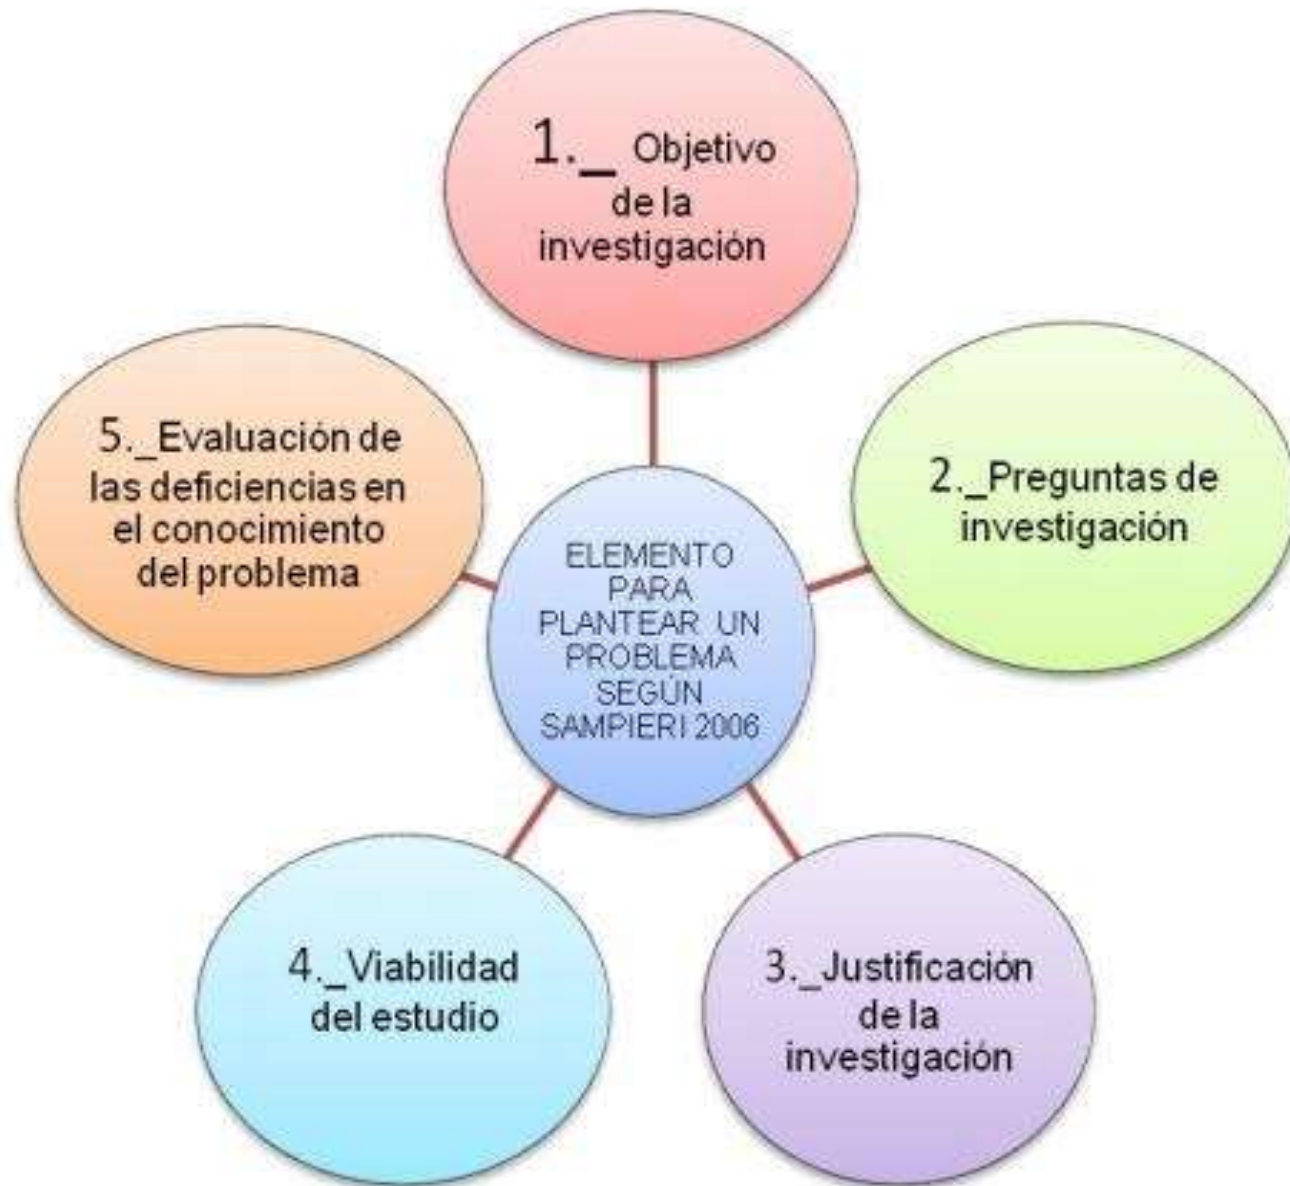 1._ Objetivo
de la
investigación
2._Preguntas de
investigación
3._Justificación
de la
investigación
4._Viabilidad
del estudio
5._Evaluación de
las deficiencias en
el conocimiento
del problema
ELEMENTO
PARA
PLANTEAR UN
PROBLEMA
SEGÚN
SAMPIERI 2006